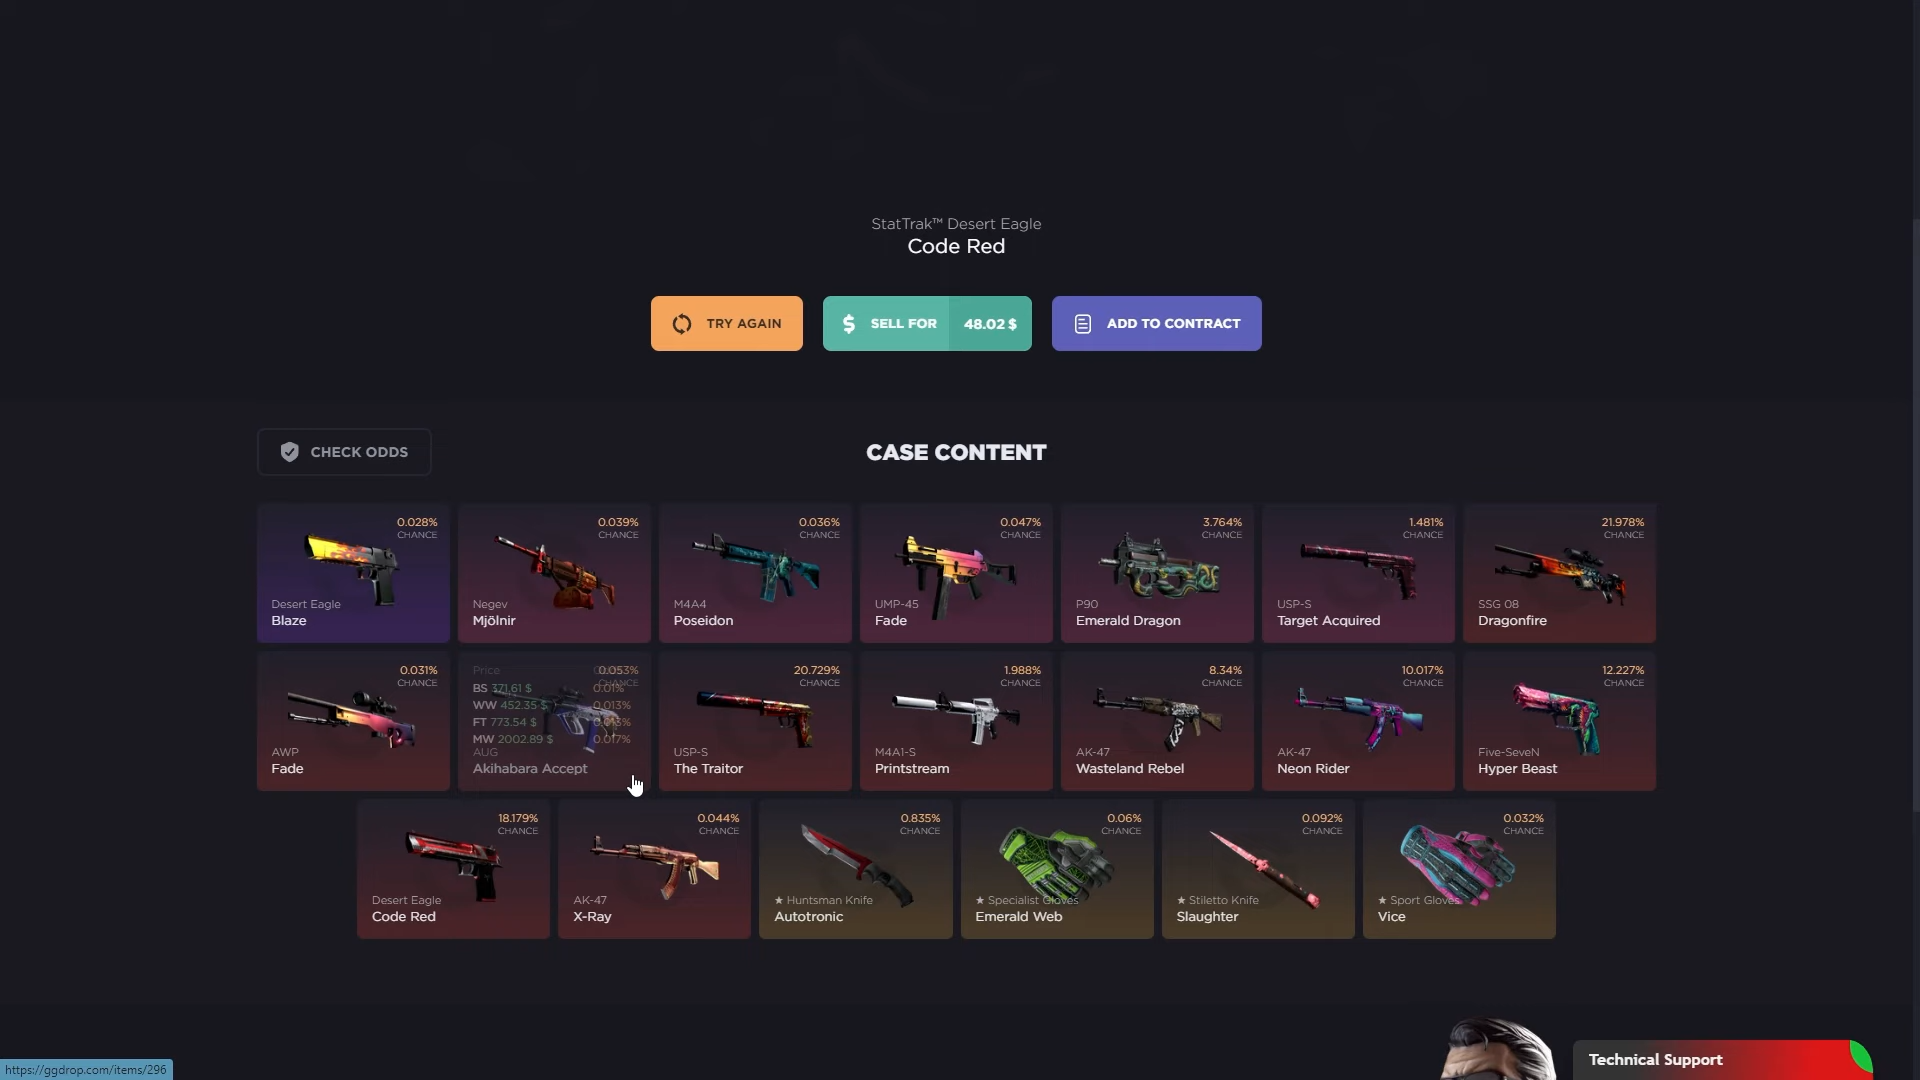 StatTrak™ Desert Eagle
Code Red
TRY AGAIN
SELL FOR 48.02 $
ADD TO CONTRACT
CHECK ODDS
CASE CONTENT
0.028%
CHANCE
Desert Eagle
Blaze
0.039%
CHANCE
Negev
Mjölnir
0.036%
CHANCE
M4A4
Poseidon
0.047%
CHANCE
UMP-45
Fade
3.764%
CHANCE
P90
Emerald Dragon
1.481%
CHANCE
USP-S
Target Acquired
21.978%
CHANCE
SSG 08
Dragonfire
0.031%
CHANCE
AWP
Fade
Price
0.053%
CHANCE
BS 371.61 $ 0.01%
WW 452.35 $ 0.013%
FT 773.54 $
MW 2002.89 $ 0.017%
AUG
Akihabara Accept
20.729%
CHANCE
USP-S
The Traitor
1.988%
CHANCE
M4A1-S
Printstream
8.34%
CHANCE
AK-47
Wasteland Rebel
10.017%
CHANCE
AK-47
Neon Rider
12.227%
CHANCE
Five-SeveN
Hyper Beast
18.179%
CHANCE
Desert Eagle
Code Red
0.044%
CHANCE
AK-47
X-Ray
0.835%
CHANCE
★ Huntsman Knife
Autotronic
0.06%
CHANCE
★ Specialist Gloves
Emerald Web
0.092%
CHANCE
★ Stiletto Knife
Slaughter
0.032%
CHANCE
★ Sport Gloves
Vice
Technical Support
https://ggdrop.com/items/296